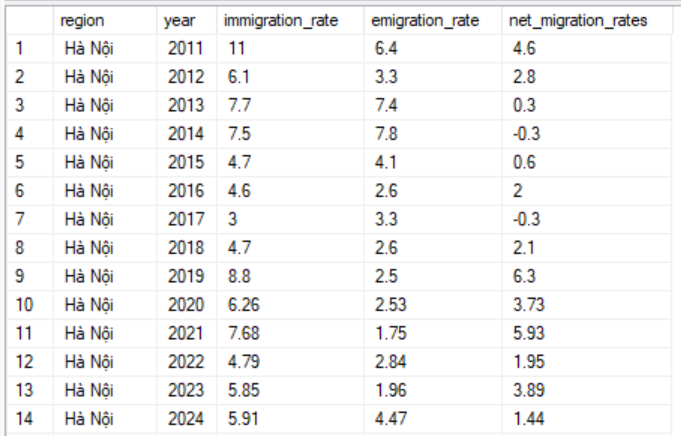 region year immigration_rate emigration_rate net_migration_rates
1 Hà Nội 2011 11 6.4 4.6
2 Hà Nội 2012 6.1 3.3 2.8
3 Hà Nội 2013 7.7 7.4 0.3
4 Hà Nội 2014 7.5 7.8 -0.3
5 Hà Nội 2015 4.7 4.1 0.6
6 Hà Nội 2016 4.6 2.6 2
7 Hà Nội 2017 3 3.3 -0.3
8 Hà Nội 2018 4.7 2.6 2.1
9 Hà Nội 2019 8.8 2.5 6.3
10 Hà Nội 2020 6.26 2.53 3.73
11 Hà Nội 2021 7.68 1.75 5.93
12 Hà Nội 2022 4.79 2.84 1.95
13 Hà Nội 2023 5.85 1.96 3.89
14 Hà Nội 2024 5.91 4.47 1.44